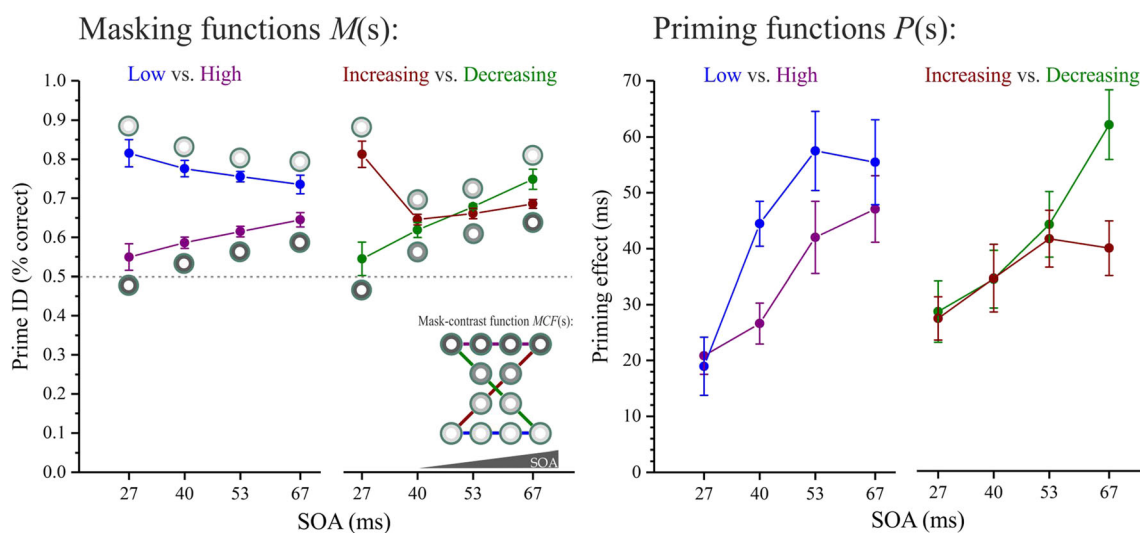 Masking functions M(s):
Priming functions P(s):
Low vs. High
Increasing vs. Decreasing
Low vs. High
Increasing vs. Decreasing
Prime ID (% correct)
1.0
0.9
0.8
0.7
0.6
0.5
0.4
0.3
0.2
0.1
0.0
Mask-contrast function MCF(s):
SOA
27 40 53 67
27 40 53 67
SOA (ms)
Priming effect (ms)
70
60
50
40
30
20
10
0
27 40 53 67
27 40 53 67
SOA (ms)